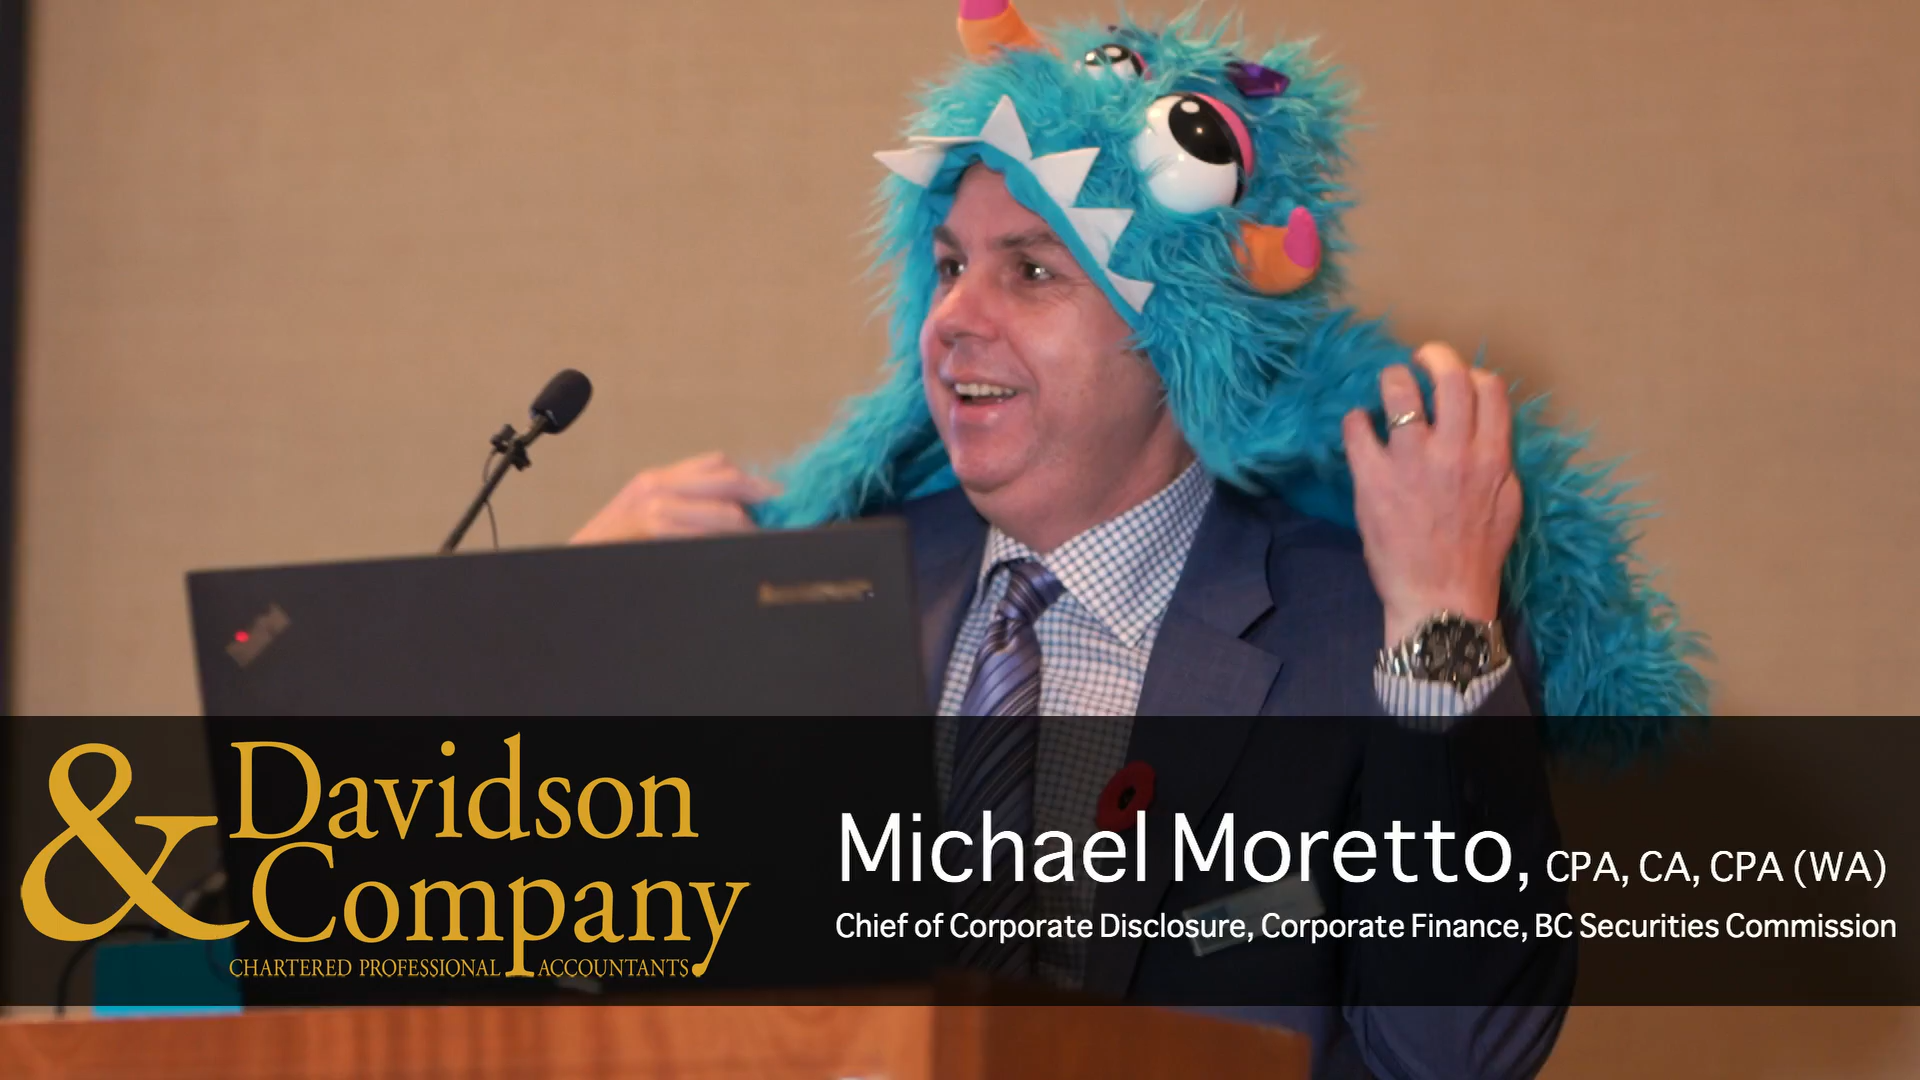 & Davidson
Company
CHARTERED PROFESSIONAL ACCOUNTANTS
Michael Moretto, CPA, CA, CPA (WA)
Chief of Corporate Disclosure, Corporate Finance, BC Securities Commission